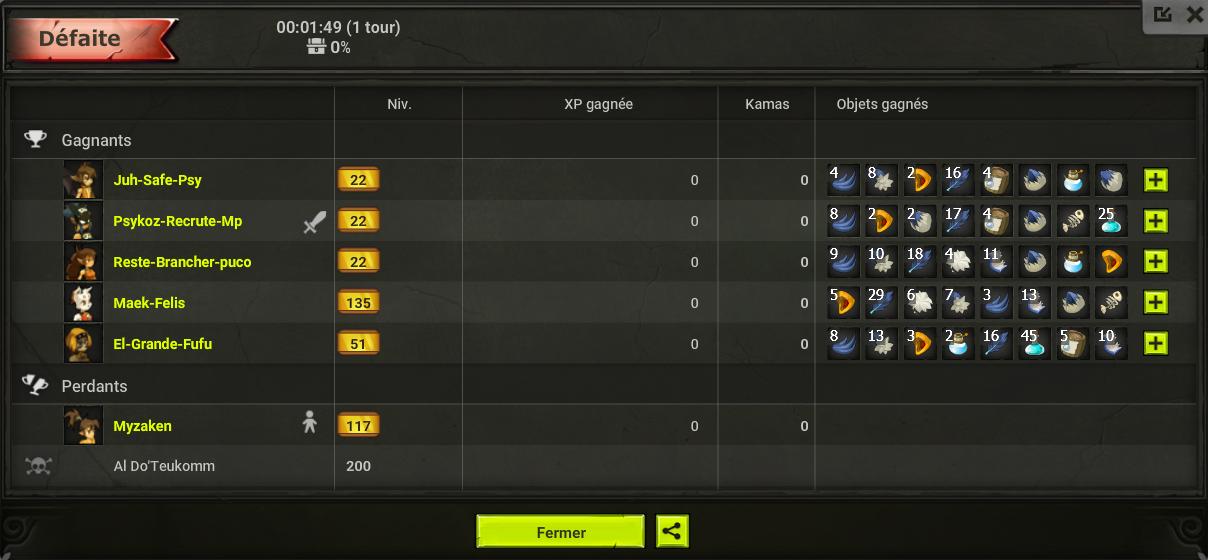 Défaite
00:01:49 (1 tour)
0%
Niv. XP gagnée Kamas Objets gagnés
Gagnants
Juh-Safe-Psy 22 0 0 4 8 2 16 4
Psykoz-Recrute-Mp 22 0 0 8 2 2 17 4 25
Reste-Brancher-puco 22 0 0 9 10 18 4 11
Maek-Felis 135 0 0 5 29 6 7 3 13
El-Grande-Fufu 51 0 0 8 13 3 2 16 45 5 10
Perdants
Myzaken 117 0 0
Al Do'Teukomm 200
Fermer